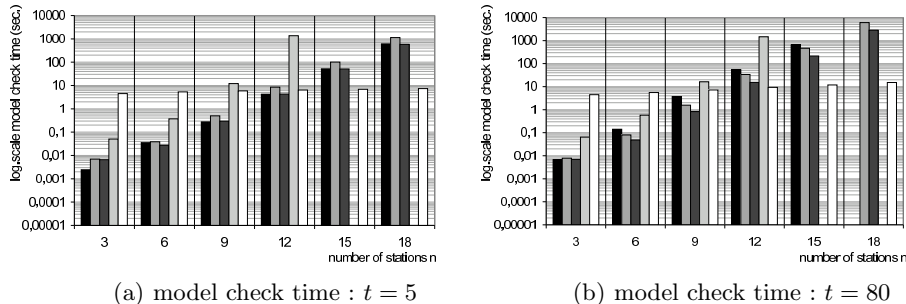 log.scale model check time (sec.)
10000
1000
100
10
1
0,1
0,01
0,001
0,0001
0,00001
3 6 9 12 15 18
number of stations n
(a) model check time : t = 5
log.scale model check time (sec.)
10000
1000
100
10
1
0,1
0,01
0,001
0,0001
0,00001
3 6 9 12 15 18
number of stations n
(b) model check time : t = 80